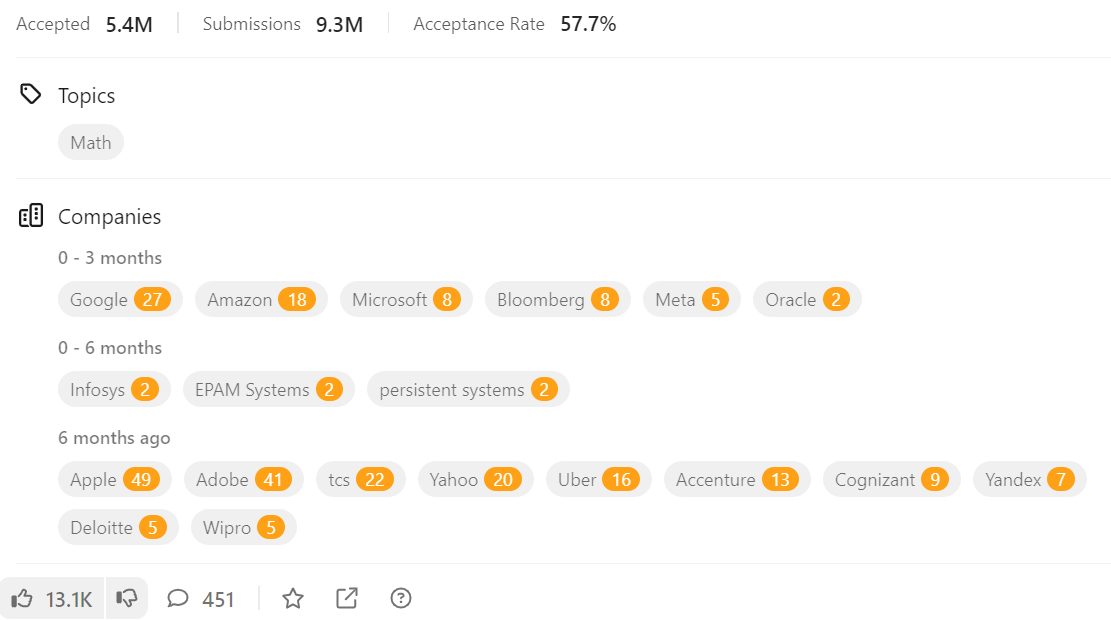 Accepted 5.4M Submissions 9.3M Acceptance Rate 57.7%
Topics
Math
Companies
0 - 3 months
Google 27 Amazon 18 Microsoft 8 Bloomberg 8 Meta 5 Oracle 2
0 - 6 months
Infosys 2 EPAM Systems 2 persistent systems 2
6 months ago
Apple 49 Adobe 41 tcs 22 Yahoo 20 Uber 16 Accenture 13 Cognizant 9 Yandex 7
Deloitte 5 Wipro 5
13.1K 451